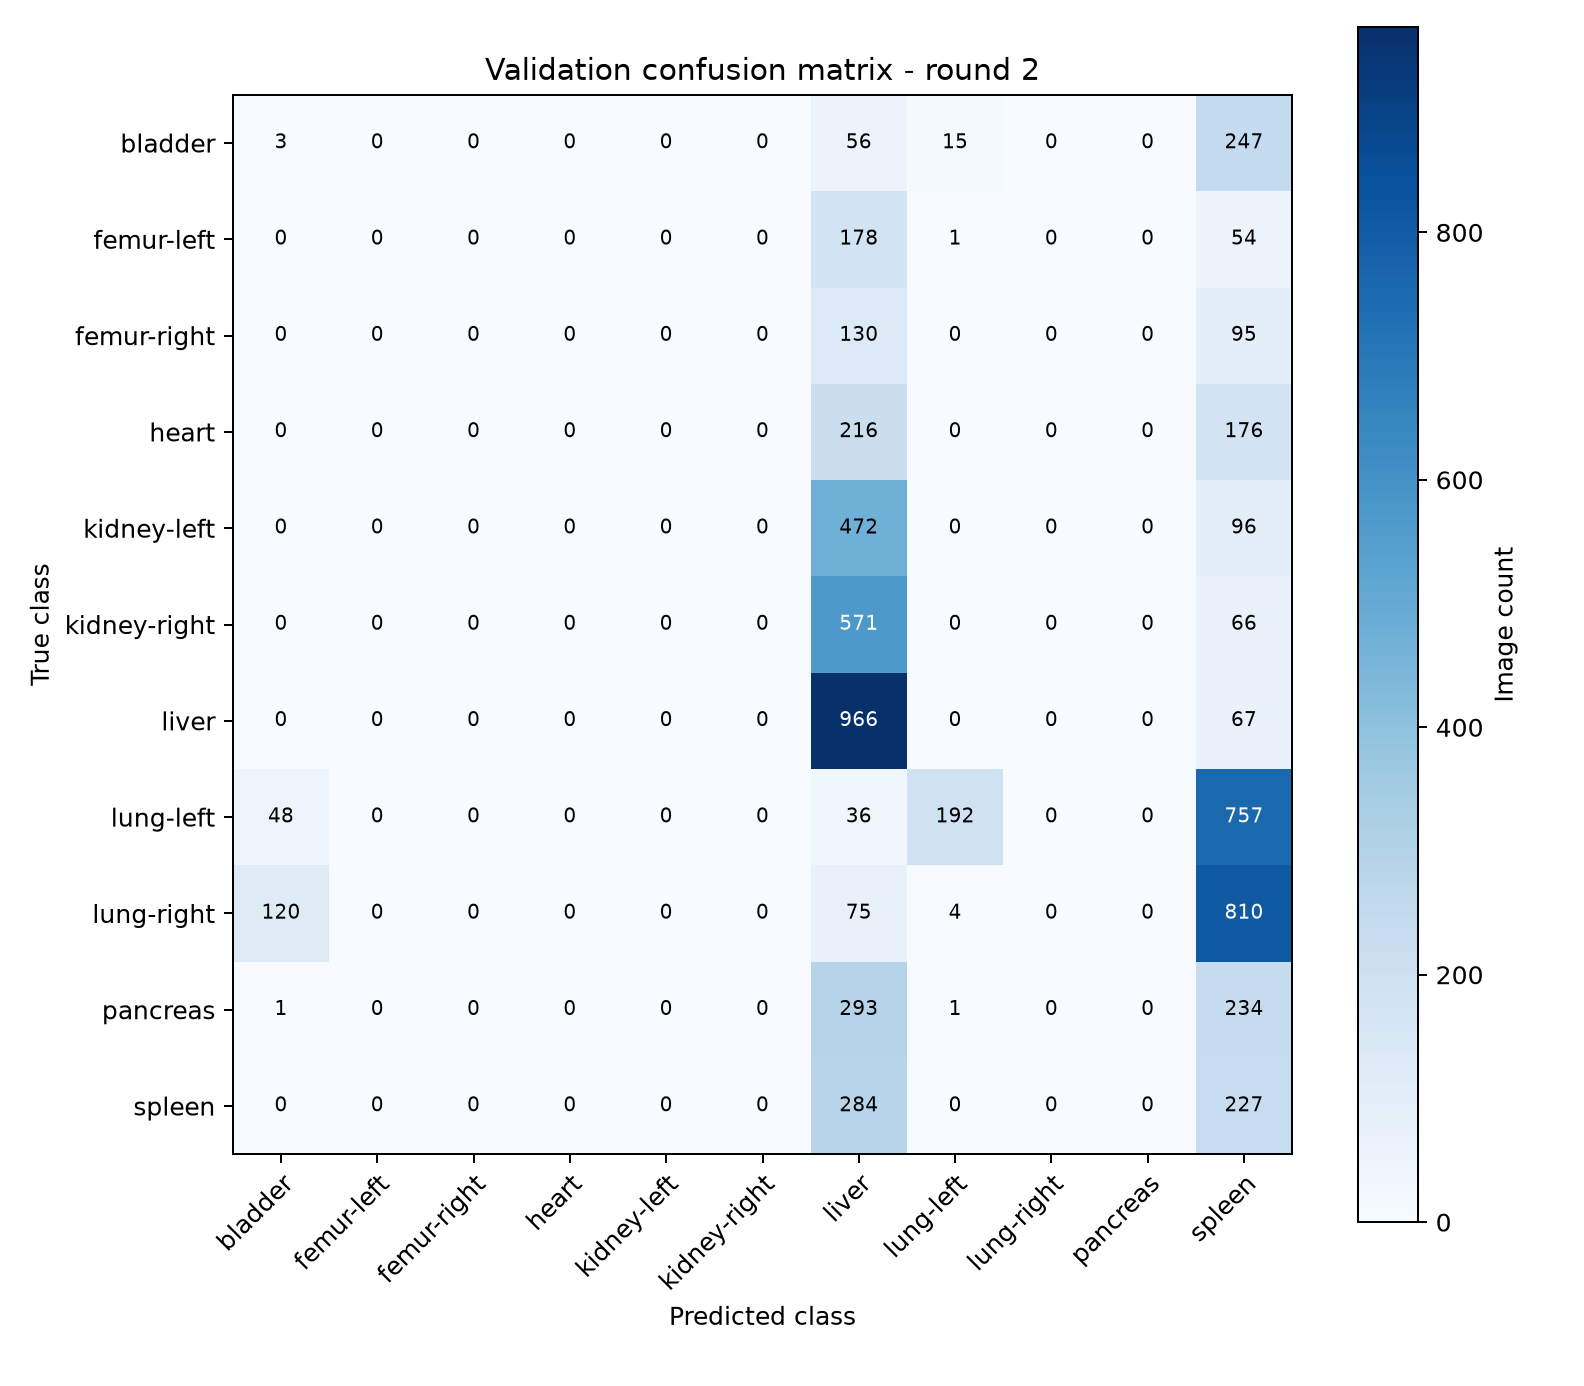 Validation confusion matrix - round 2
bladder 3 0 0 0 0 0 56 15 0 0 247
femur-left 0 0 0 0 0 0 178 1 0 0 54
femur-right 0 0 0 0 0 0 130 0 0 0 95
heart 0 0 0 0 0 0 216 0 0 0 176
kidney-left 0 0 0 0 0 0 472 0 0 0 96
kidney-right 0 0 0 0 0 0 571 0 0 0 66
liver 0 0 0 0 0 0 966 0 0 0 67
lung-left 48 0 0 0 0 0 36 192 0 0 757
lung-right 120 0 0 0 0 0 75 4 0 0 810
pancreas 1 0 0 0 0 0 293 1 0 0 234
spleen 0 0 0 0 0 0 284 0 0 0 227
bladder femur-left femur-right heart kidney-left kidney-right liver lung-left lung-right pancreas spleen
Predicted class
True class
800
600
400
200
0
Image count